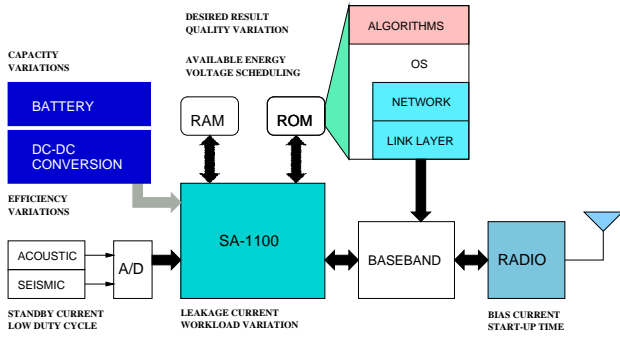 DESIRED RESULT
QUALITY VARIATION
ALGORITHMS
CAPACITY
VARIATIONS
AVAILABLE ENERGY
VOLTAGE SCHEDULING
OS
BATTERY
RAM
ROM
NETWORK
DC-DC
CONVERSION
LINK LAYER
EFFICIENCY
VARIATIONS
SA-1100
ACOUSTIC
SEISMIC
A/D
BASEBAND
RADIO
STANDBY CURRENT
LOW DUTY CYCLE
LEAKAGE CURRENT
WORKLOAD VARIATION
BIAS CURRENT
START-UP TIME